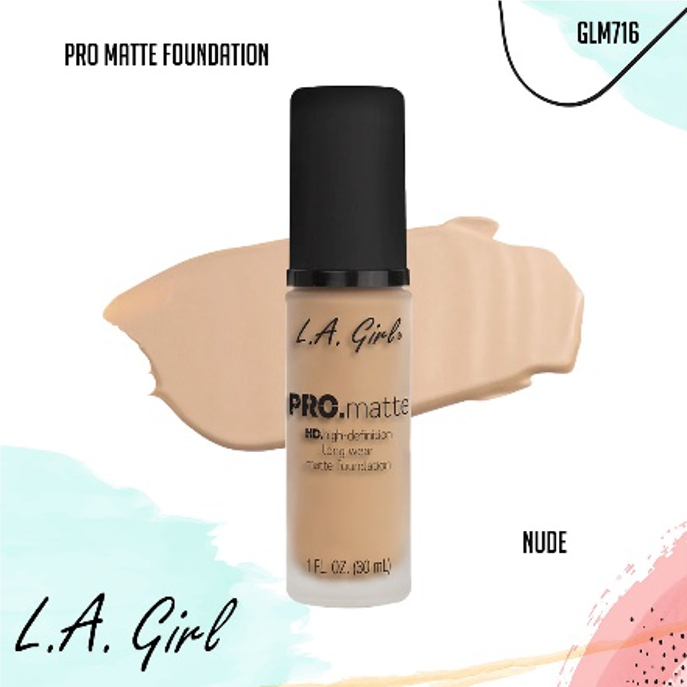 PRO MATTE FOUNDATION
GLM716
L.A. Girl®
PRO.matte
HD.high-definition
long wear
matte foundation
1 FL. OZ. (30 mL)
NUDE
L.A. Girl